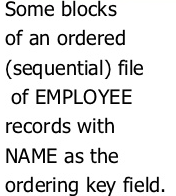 Some blocks
of an ordered
(sequential) file
of EMPLOYEE
records with
NAME as the
ordering key field.